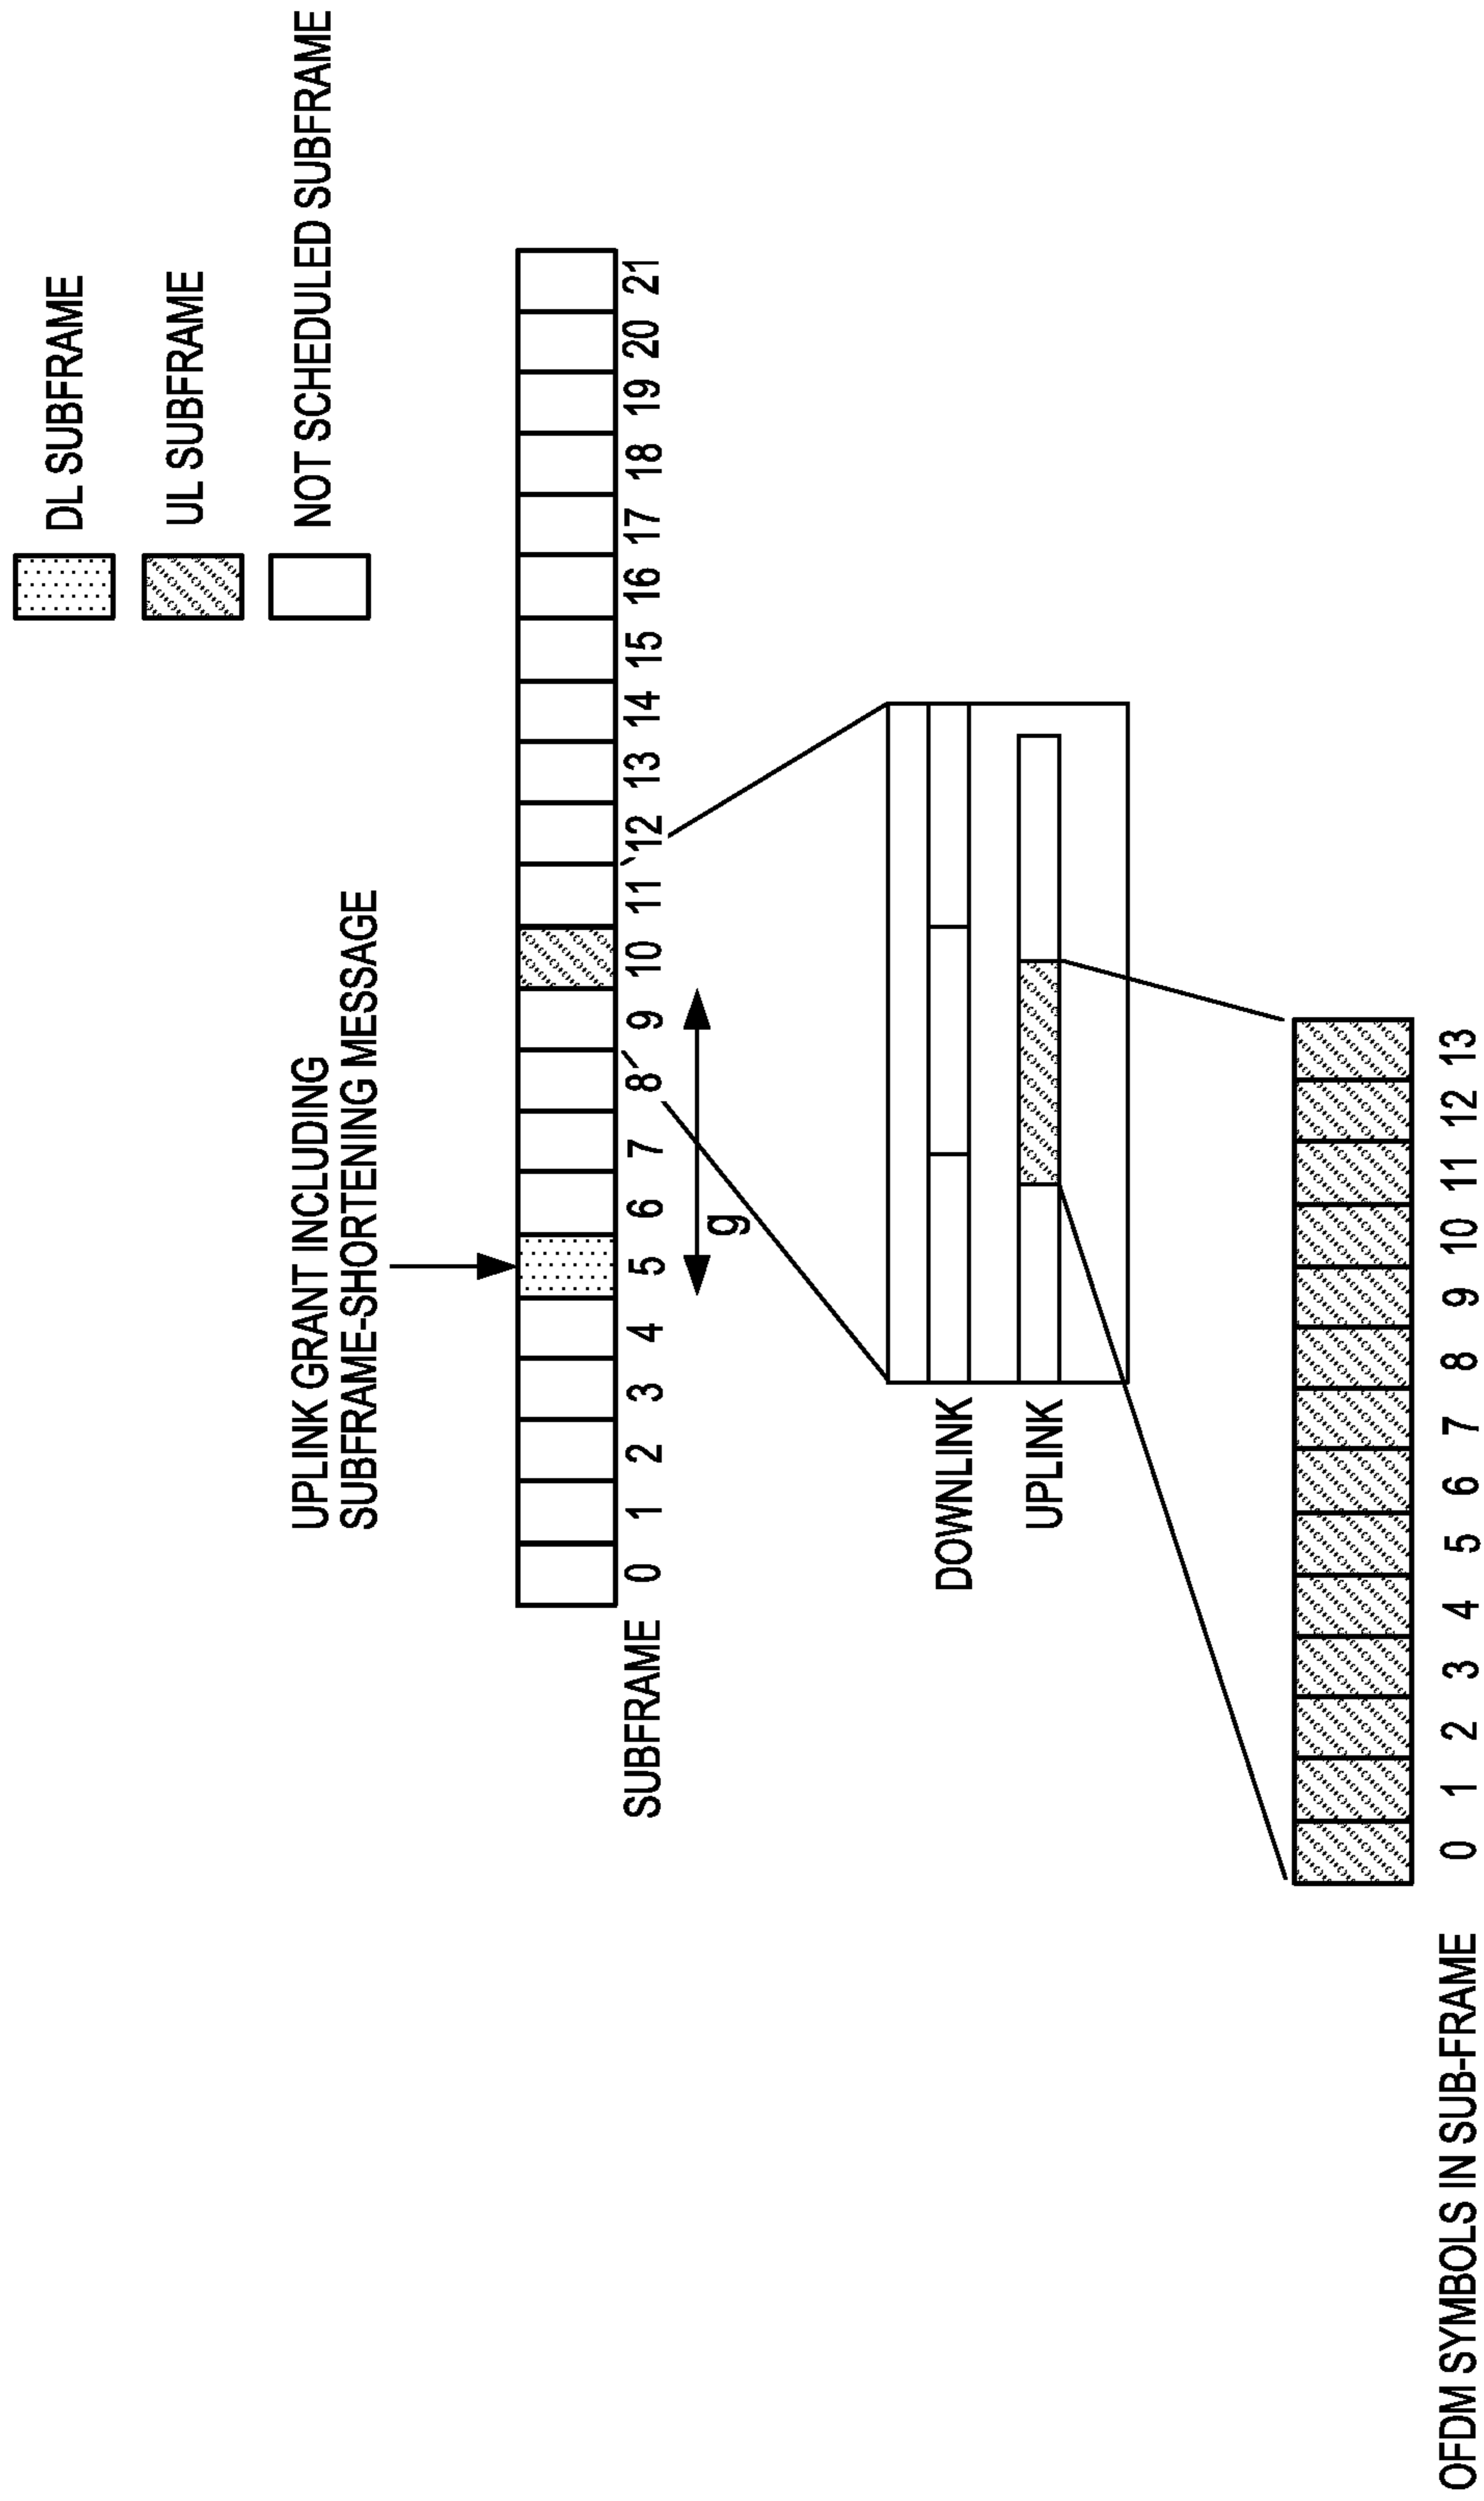 DL SUBFRAME
UL SUBFRAME
NOT SCHEDULED SUBFRAME
UPLINK GRANT INCLUDING
SUBFRAME-SHORTENING MESSAGE
SUBFRAME 0 1 2 3 4 5 6 7 8 9 10 11 12 13 14 15 16 17 18 19 20 21
g
DOWNLINK
UPLINK
OFDM SYMBOLS IN SUB-FRAME 0 1 2 3 4 5 6 7 8 9 10 11 12 13